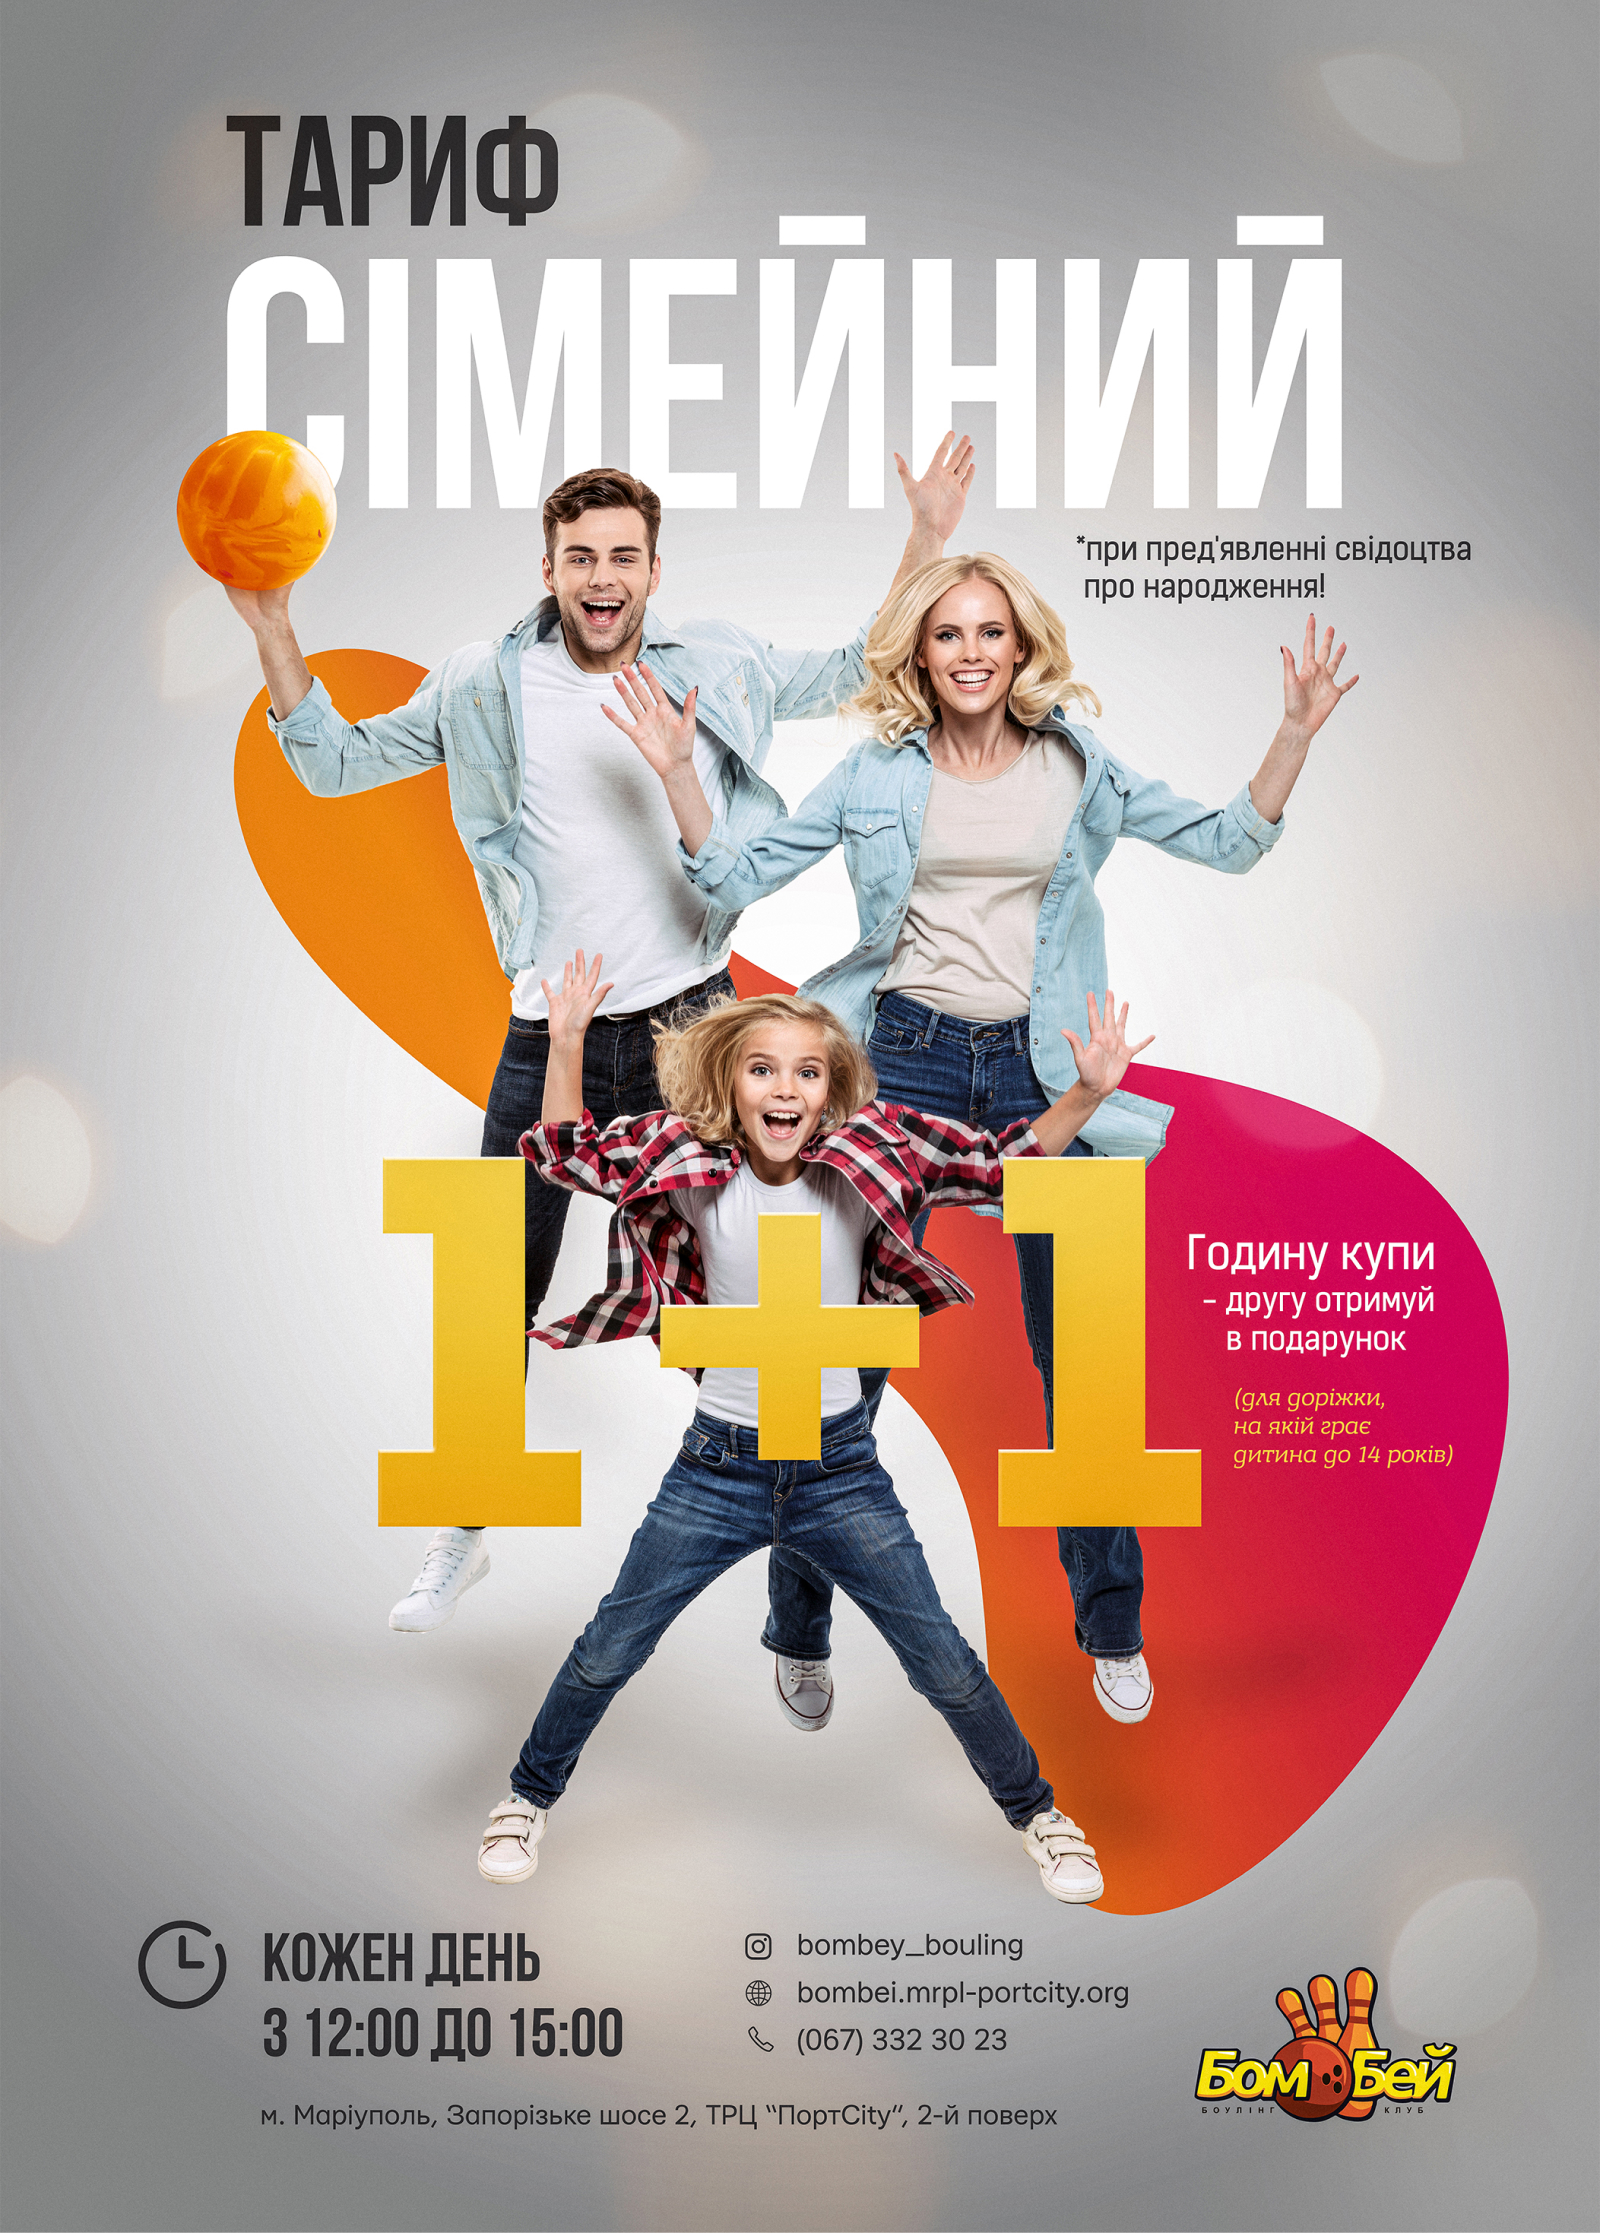 ТАРИФ
СІМЕЙНИЙ
*при пред'явленні свідоцтва
про народження!
1+1
Годину купи
– другу отримуй
в подарунок
(для доріжки,
на якій грає
дитина до 14 років)
КОЖЕН ДЕНЬ
З 12:00 ДО 15:00
bombey_bouling
bombei.mrpl-portcity.org
(067) 332 30 23
м. Маріуполь, Запорізьке шосе 2, ТРЦ "ПортCity", 2-й поверх
БомБей
БОУЛІНГ КЛУБ